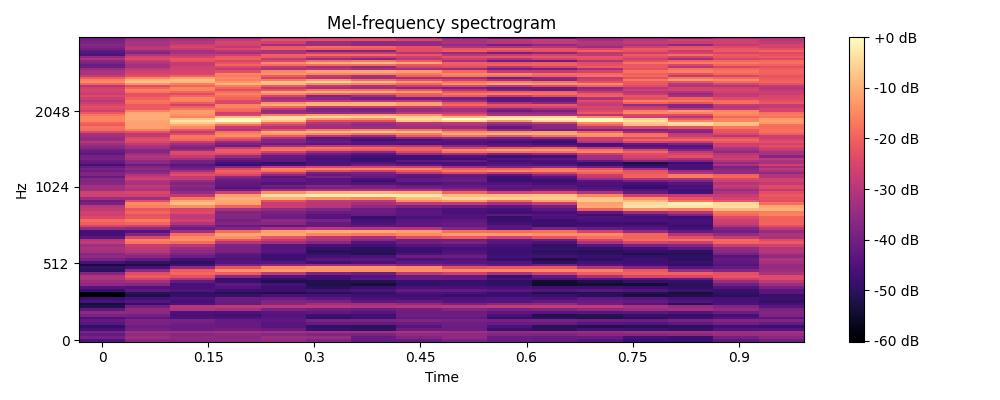 Mel-frequency spectrogram
+0 dB
-10 dB
-20 dB
-30 dB
-40 dB
-50 dB
-60 dB
Hz
2048
1024
512
0
0 0.15 0.3 0.45 0.6 0.75 0.9
Time